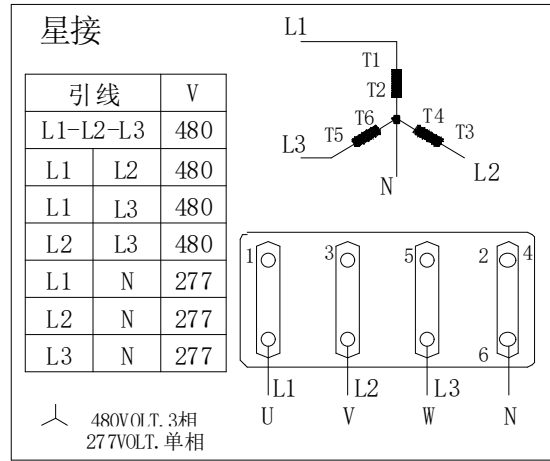 星接
引线 V
L1-L2-L3 480
L1 L2 480
L1 L3 480
L2 L3 480
L1 N 277
L2 N 277
L3 N 277
480VOLT.3相
277VOLT.单相
L1
T1
T2
T6 T4
L3 T5 T3
N L2
1 3 5 2 4
6
L1 L2 L3
U V W N